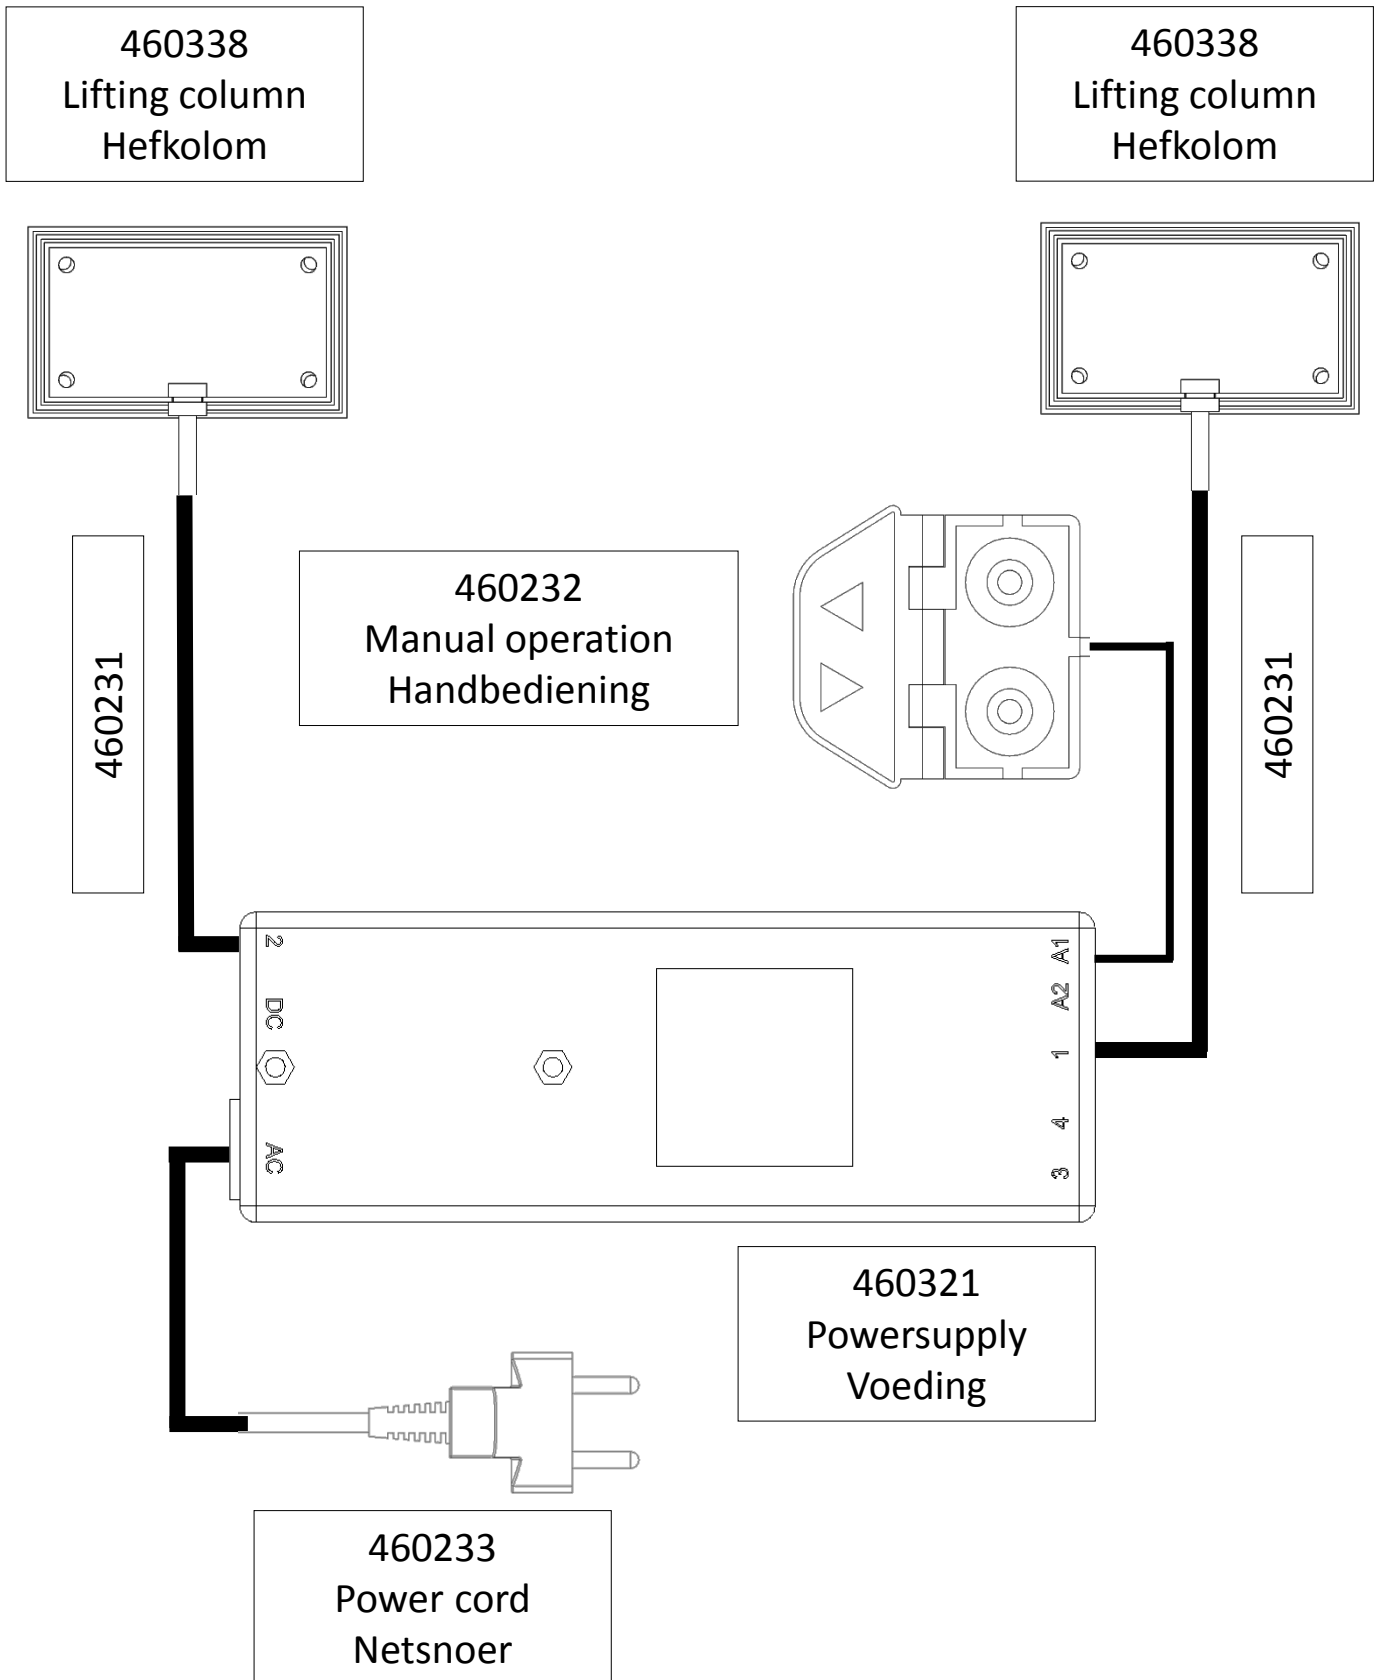 460338
Lifting column
Hefkolom
460338
Lifting column
Hefkolom
460231
460232
Manual operation
Handbediening
460231
2
DC
AC
A1
A2
1
4
3
460321
Powersupply
Voeding
460233
Power cord
Netsnoer